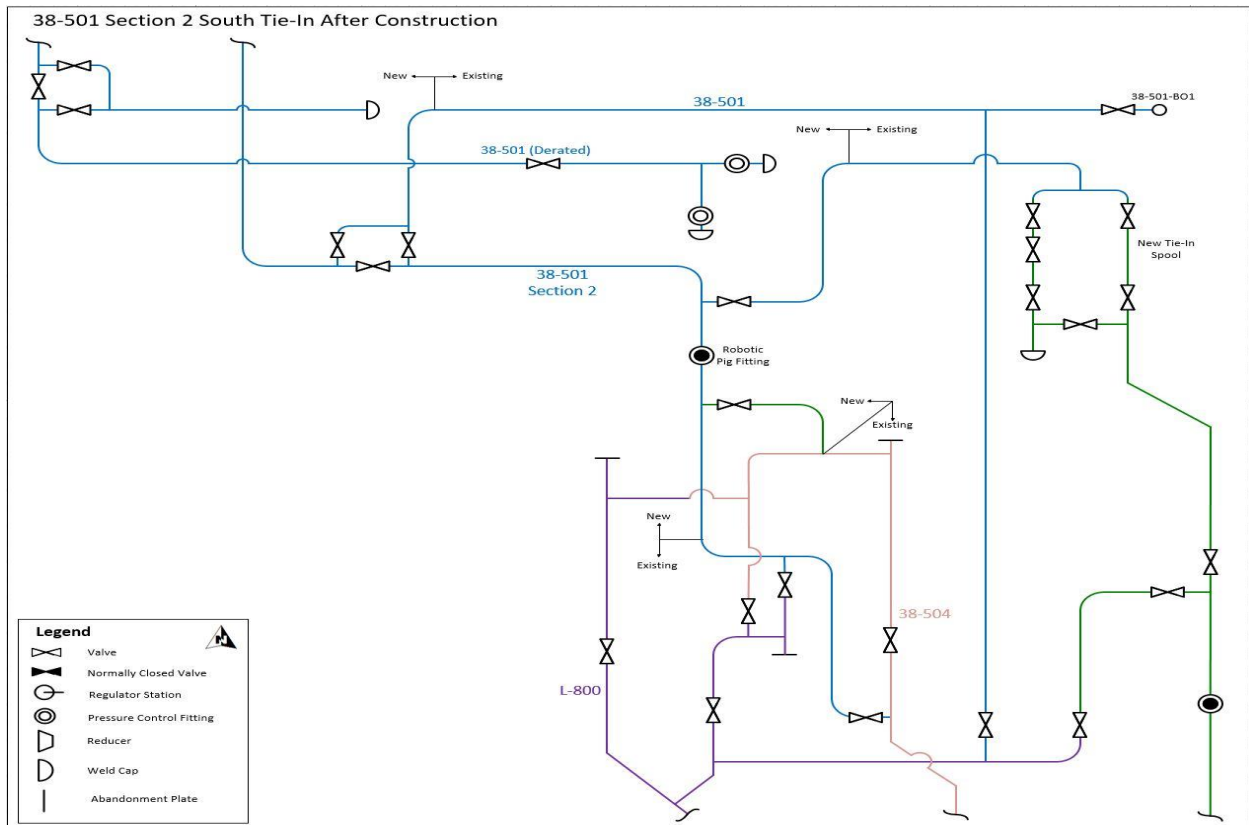 38-501 Section 2 South Tie-In After Construction
New
Existing
38-501
38-501-BO1
New
Existing
38-501 (Derated)
New Tie-In
Spool
38-501
Section 2
Robotic
Pig Fitting
New
Existing
New
Existing
38-504
L-800
Legend
N
Valve
Normally Closed Valve
Regulator Station
Pressure Control Fitting
Reducer
Weld Cap
Abandonment Plate